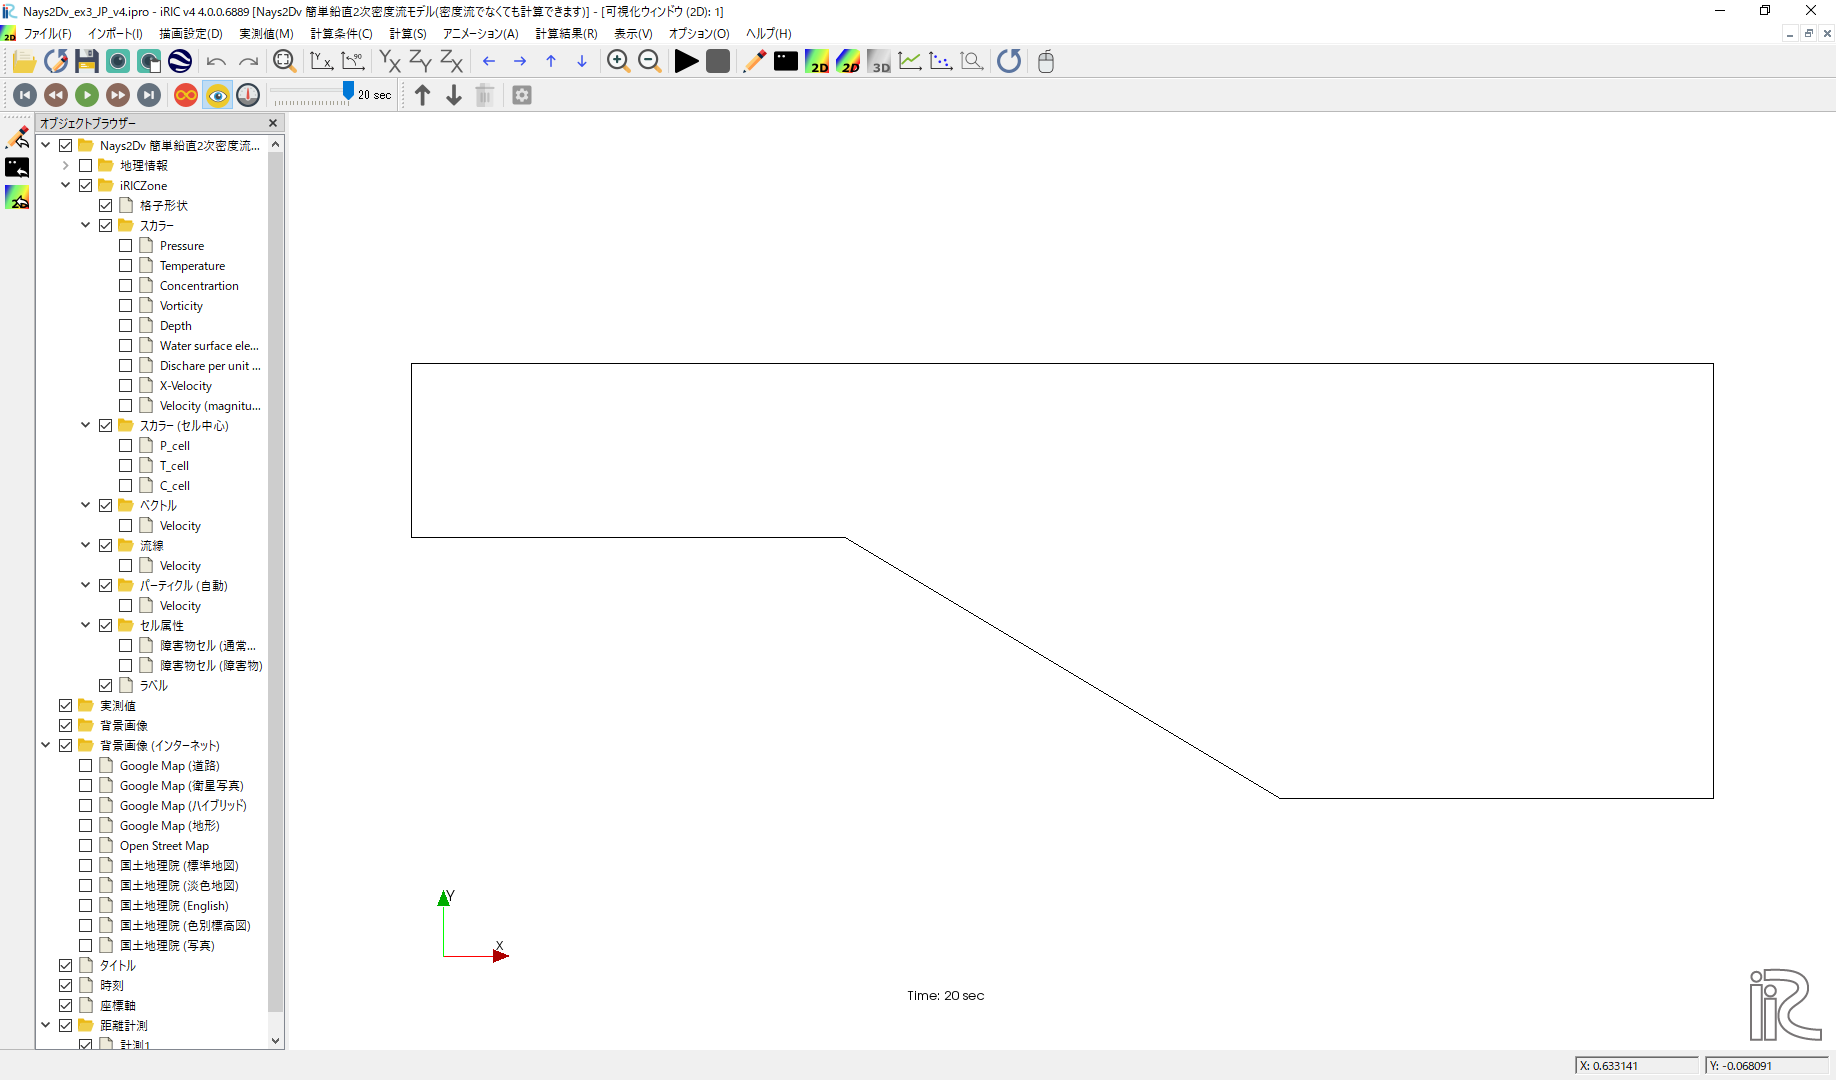 Nays2Dv_ex3_JP_v4.ipro - iRIC v4 4.0.0.6889 [Nays2Dv 簡単鉛直2次密度流モデル(密度流でなくても計算できます)] - [可視化ウィンドウ (2D): 1]
ファイル(F) インポート(I) 描画設定(D) 実測値(M) 計算条件(C) 計算(S) アニメーション(A) 計算結果(R) 表示(V) オプション(O) ヘルプ(H)
20 sec
オブジェクトブラウザー
Nays2Dv 簡単鉛直2次密度流...
地理情報
iRICZone
格子形状
スカラー
Pressure
Temperature
Concentrartion
Vorticity
Depth
Water surface ele...
Dischare per unit ...
X-Velocity
Velocity (magnitu...
スカラー (セル中心)
P_cell
T_cell
C_cell
ベクトル
Velocity
流線
Velocity
パーティクル (自動)
Velocity
セル属性
障害物セル (通常...
障害物セル (障害物)
ラベル
実測値
背景画像
背景画像 (インターネット)
Google Map (道路)
Google Map (衛星写真)
Google Map (ハイブリッド)
Google Map (地形)
Open Street Map
国土地理院 (標準地図)
国土地理院 (淡色地図)
国土地理院 (English)
国土地理院 (色別標高図)
国土地理院 (写真)
タイトル
時刻
座標軸
距離計測
計測1
Y
X
Time: 20 sec
iRIC
X: 0.633141
Y: -0.068091